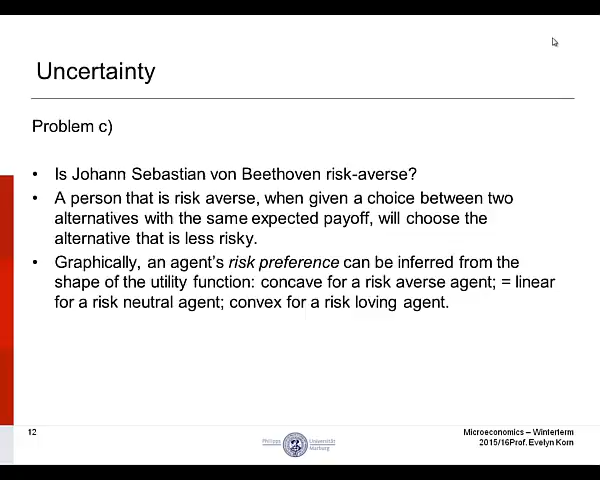 Uncertainty
Problem c)
• Is Johann Sebastian von Beethoven risk-averse?
• A person that is risk averse, when given a choice between two
alternatives with the same expected payoff, will choose the
alternative that is less risky.
• Graphically, an agent's risk preference can be inferred from the
shape of the utility function: concave for a risk averse agent; = linear
for a risk neutral agent; convex for a risk loving agent.
12
Philipps
Universität
Marburg
Microeconomics – Winterterm
2015/16Prof. Evelyn Korn